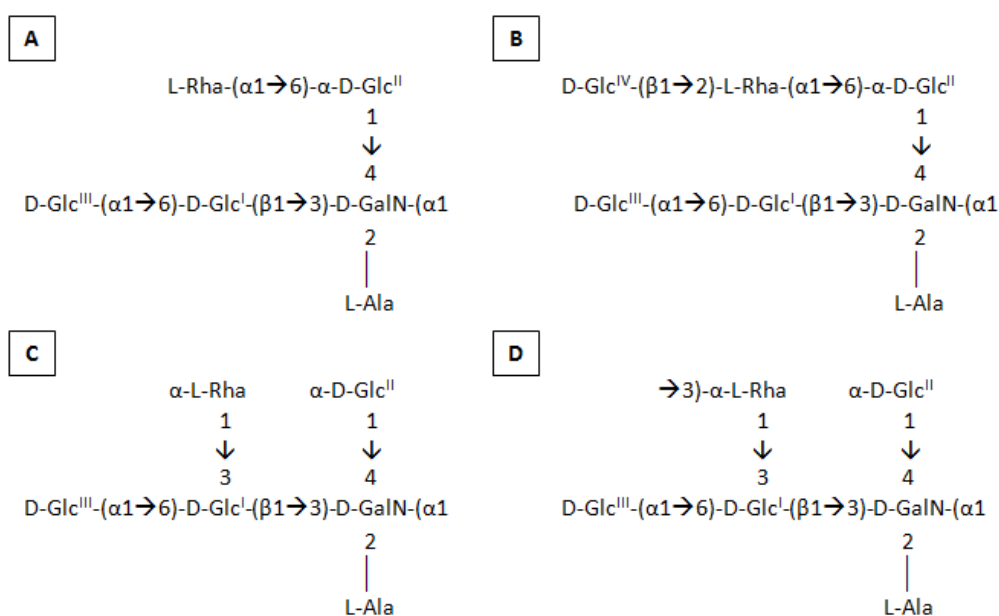 A
L-Rha-(α1→6)-α-D-Glc^II
1
↓
4
D-Glc^III-(α1→6)-D-Glc^I-(β1→3)-D-GalN-(α1
2
L-Ala
B
D-Glc^IV-(β1→2)-L-Rha-(α1→6)-α-D-Glc^II
1
↓
4
D-Glc^III-(α1→6)-D-Glc^I-(β1→3)-D-GalN-(α1
2
L-Ala
C
α-L-Rha α-D-Glc^II
1 1
↓ ↓
3 4
D-Glc^III-(α1→6)-D-Glc^I-(β1→3)-D-GalN-(α1
2
L-Ala
D
→3)-α-L-Rha α-D-Glc^II
1 1
↓ ↓
3 4
D-Glc^III-(α1→6)-D-Glc^I-(β1→3)-D-GalN-(α1
2
L-Ala